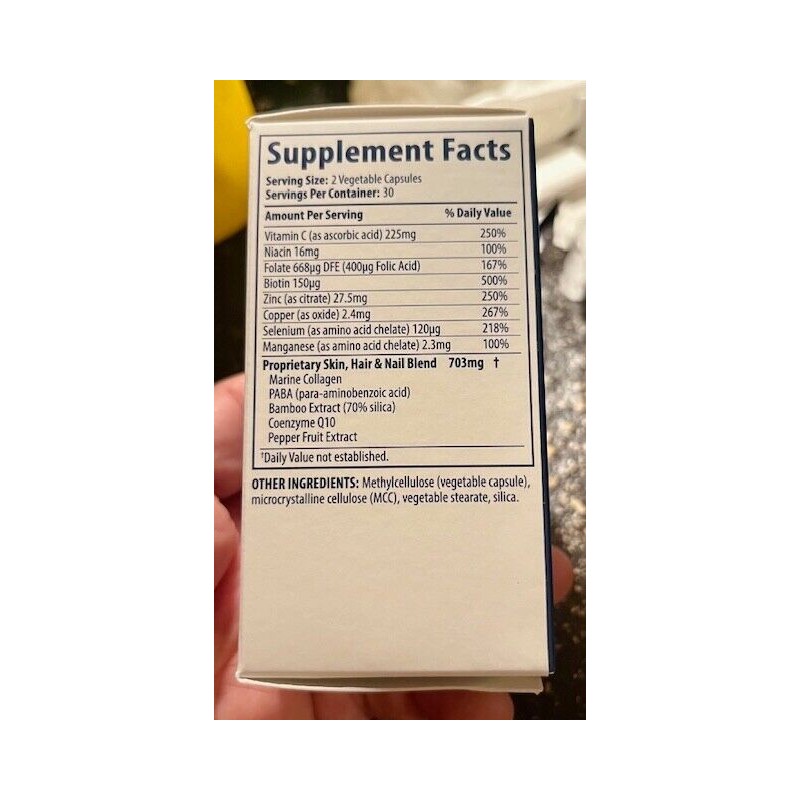 Supplement Facts
Serving Size: 2 Vegetable Capsules
Servings Per Container: 30
Amount Per Serving % Daily Value
Vitamin C (as ascorbic acid) 225mg 250%
Niacin 16mg 100%
Folate 668µg DFE (400µg Folic Acid) 167%
Biotin 150µg 500%
Zinc (as citrate) 27.5mg 250%
Copper (as oxide) 2.4mg 267%
Selenium (as amino acid chelate) 120µg 218%
Manganese (as amino acid chelate) 2.3mg 100%
Proprietary Skin, Hair & Nail Blend 703mg †
Marine Collagen
PABA (para-aminobenzoic acid)
Bamboo Extract (70% silica)
Coenzyme Q10
Pepper Fruit Extract
†Daily Value not established.
OTHER INGREDIENTS: Methylcellulose (vegetable capsule),
microcrystalline cellulose (MCC), vegetable stearate, silica.